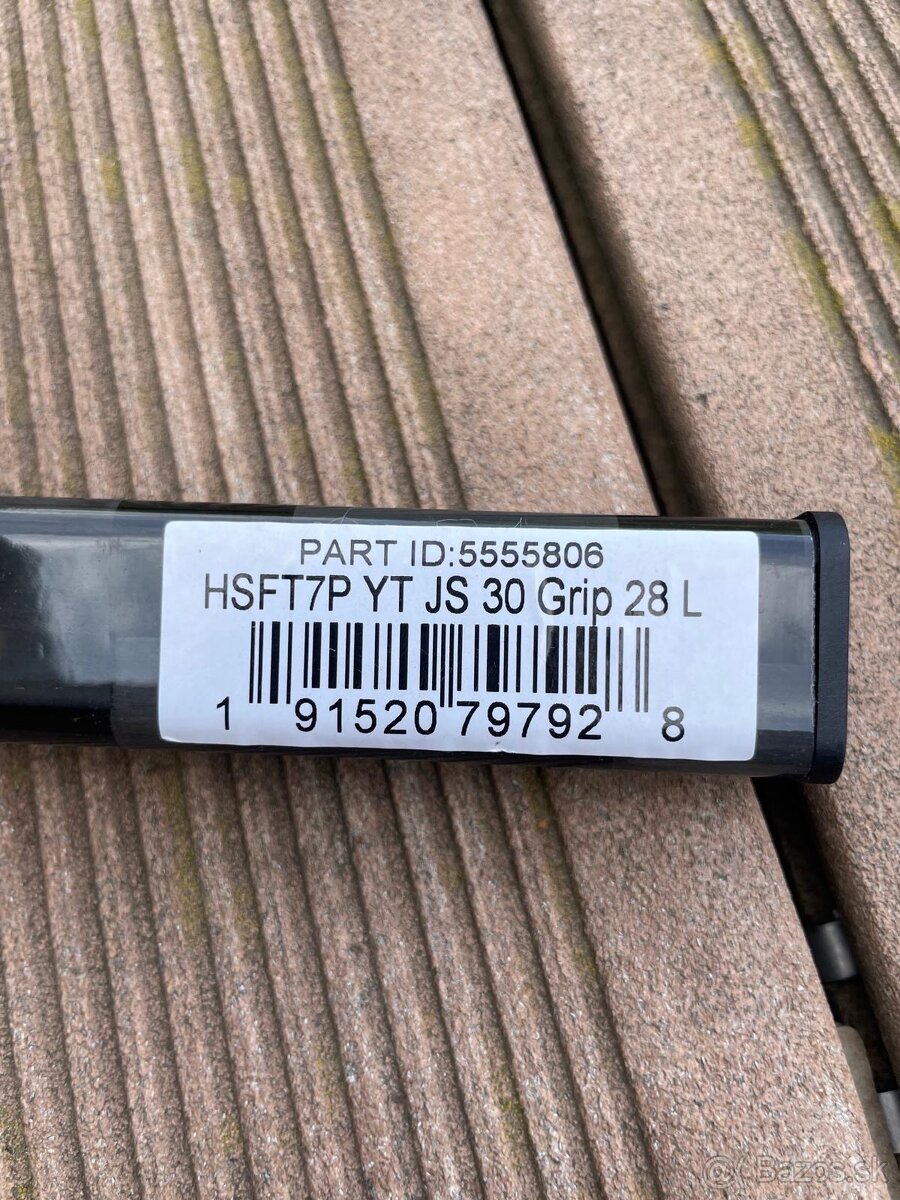 PART ID:5555806
HSFT7P YT JS 30 Grip 28 L
1 91520 79792 8
Bazos.sk